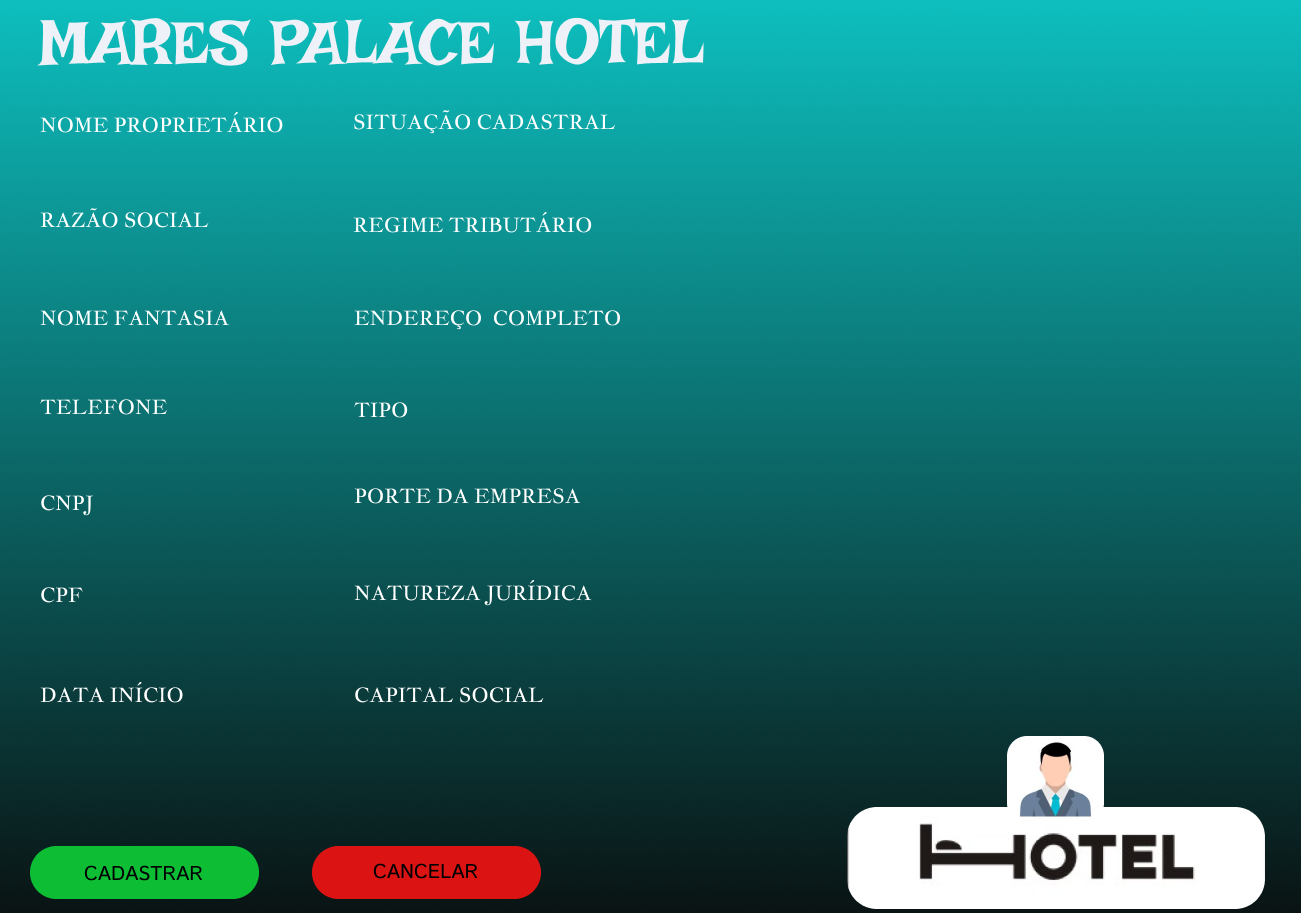 MARES PALACE HOTEL
NOME PROPRIETÁRIO
SITUAÇÃO CADASTRAL
RAZÃO SOCIAL
REGIME TRIBUTÁRIO
NOME FANTASIA
ENDEREÇO COMPLETO
TELEFONE
TIPO
CNPJ
PORTE DA EMPRESA
CPF
NATUREZA JURÍDICA
DATA INÍCIO
CAPITAL SOCIAL
CADASTRAR
CANCELAR
HOTEL